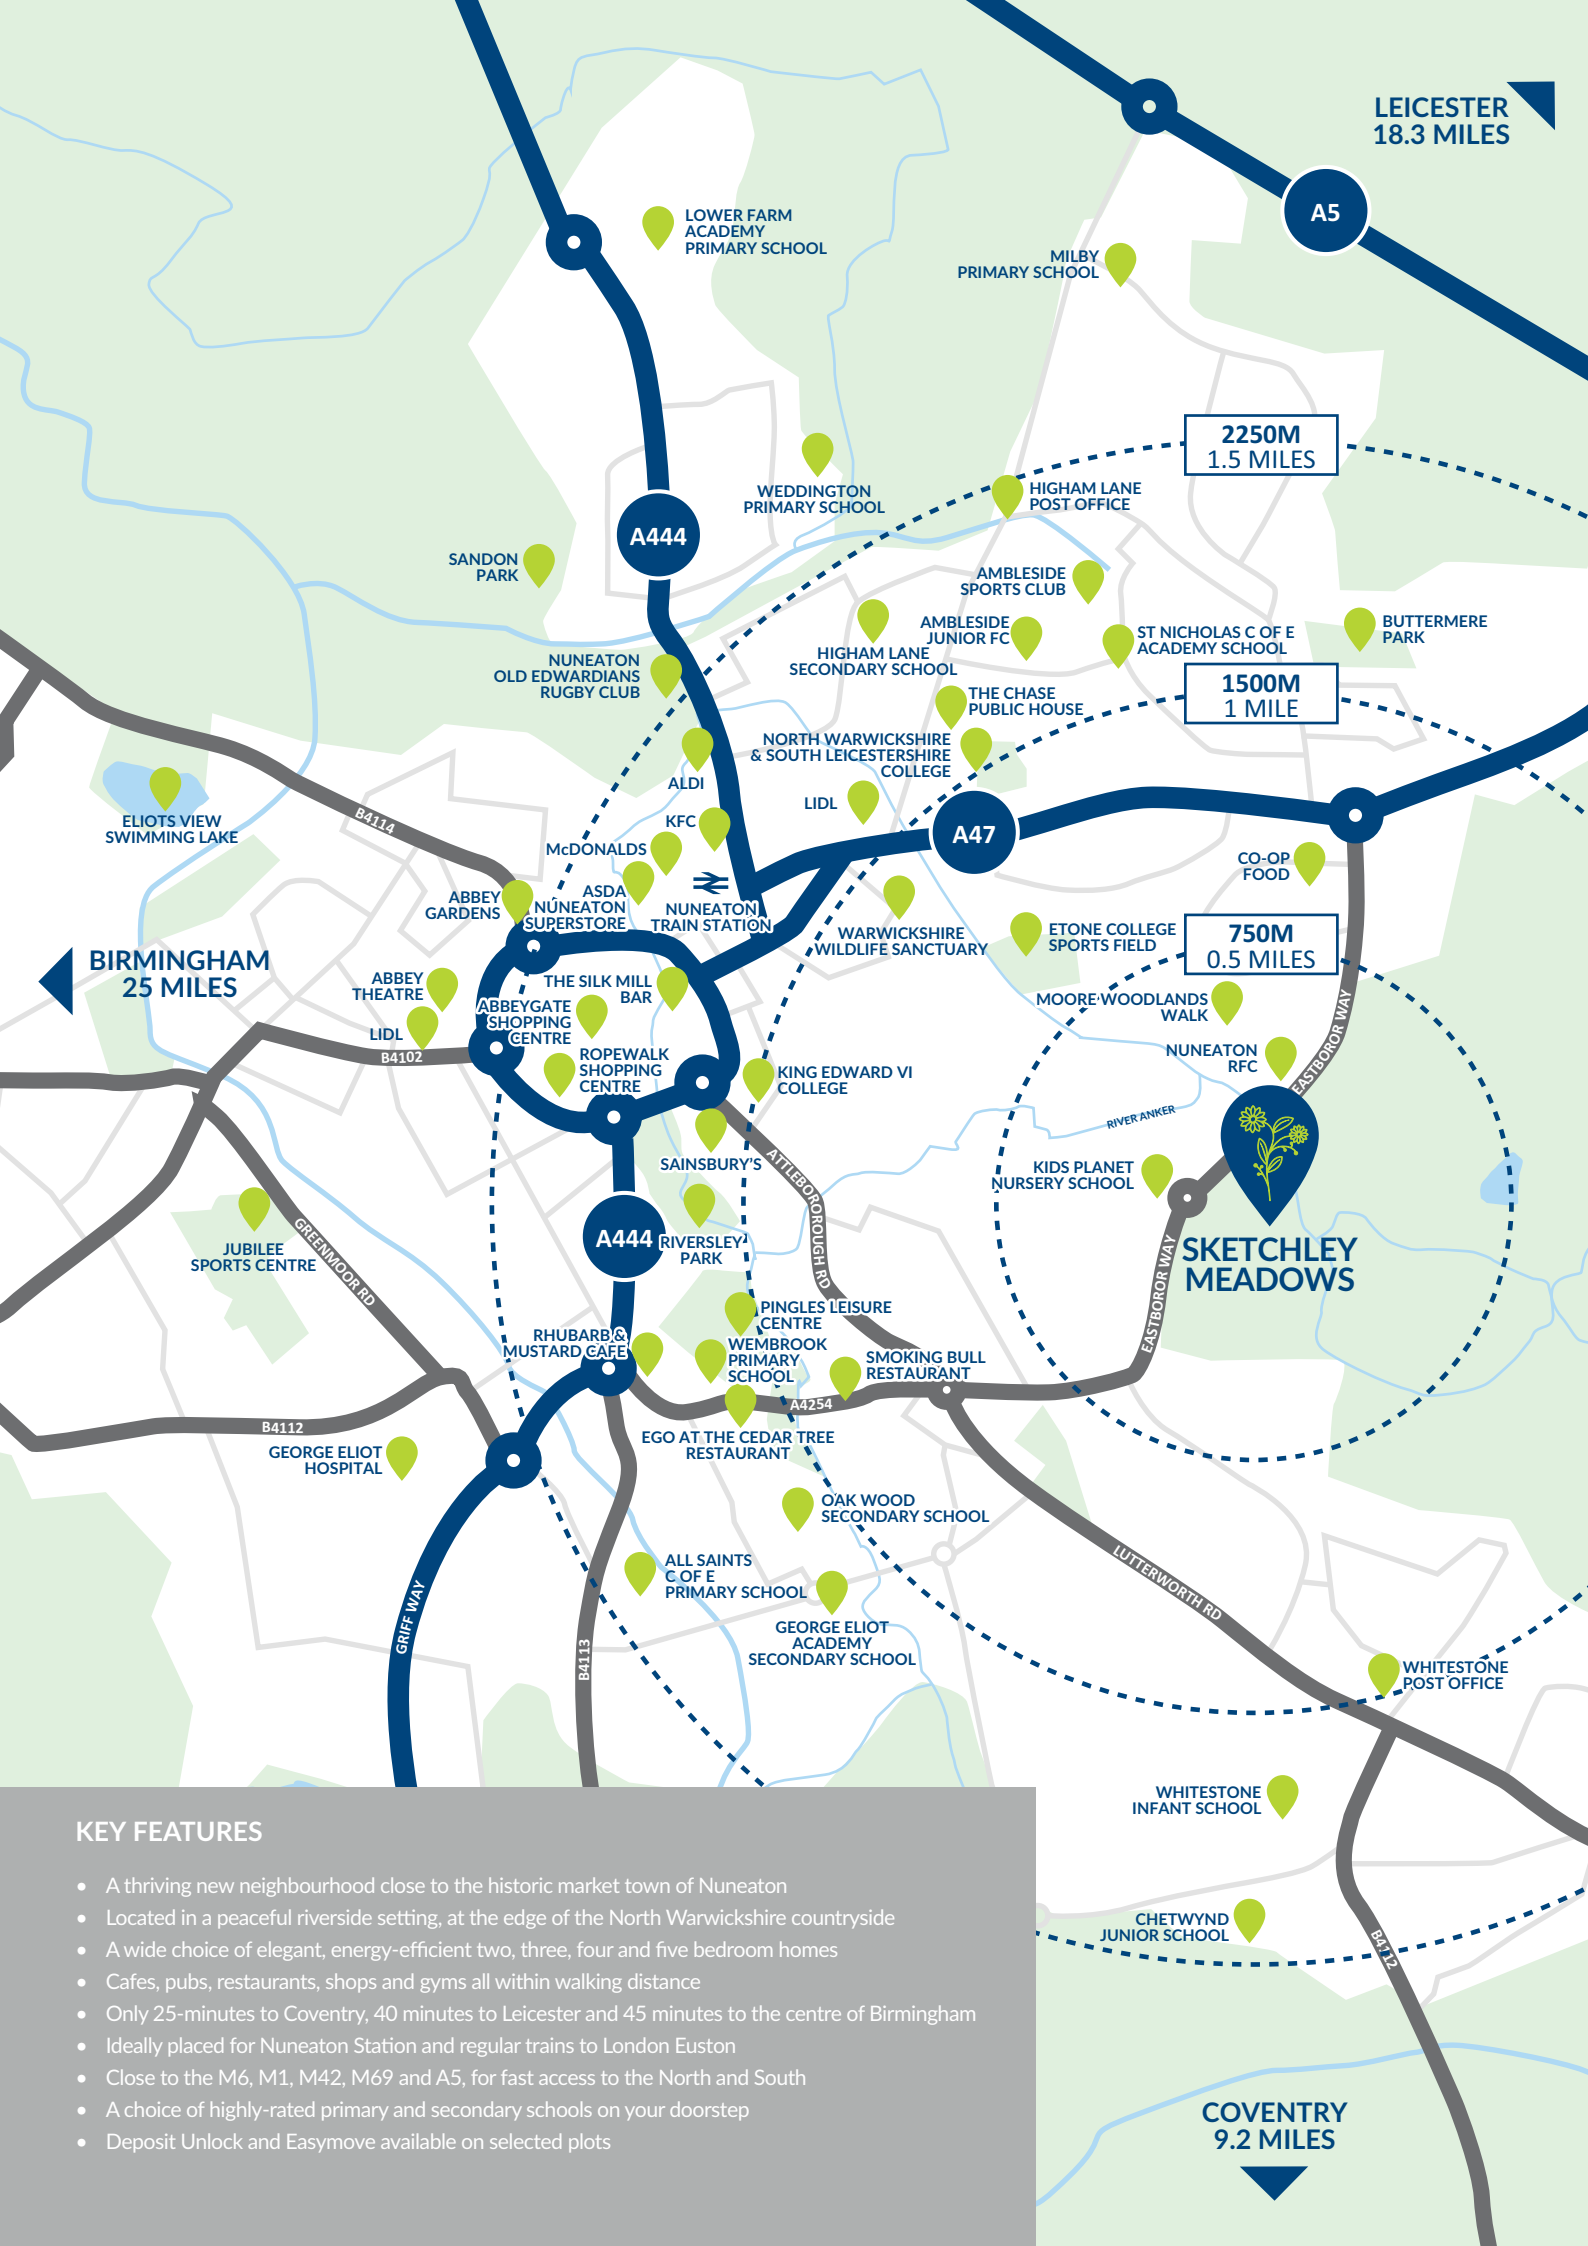 LEICESTER
18.3 MILES
A5
LOWER FARM
ACADEMY
PRIMARY SCHOOL
MILBY
PRIMARY SCHOOL
2250M
1.5 MILES
WEDDINGTON
PRIMARY SCHOOL
HIGHAM LANE
POST OFFICE
A444
SANDON
PARK
AMBLESIDE
SPORTS CLUB
AMBLESIDE
JUNIOR FC
ST NICHOLAS C OF E
ACADEMY SCHOOL
BUTTERMERE
PARK
HIGHAM LANE
SECONDARY SCHOOL
NUNEATON
OLD EDWARDIANS
RUGBY CLUB
1500M
1 MILE
THE CHASE
PUBLIC HOUSE
NORTH WARWICKSHIRE
& SOUTH LEICESTERSHIRE
COLLEGE
ALDI
LIDL
ELIOTS VIEW
SWIMMING LAKE
B4114
KFC
A47
McDONALDS
CO-OP
FOOD
ABBEY
GARDENS
ASDA
NUNEATON
SUPERSTORE
NUNEATON
TRAIN STATION
WARWICKSHIRE
WILDLIFE SANCTUARY
ETONE COLLEGE
SPORTS FIELD
750M
0.5 MILES
BIRMINGHAM
25 MILES
ABBEY
THEATRE
THE SILK MILL
BAR
ABBEYGATE
SHOPPING
CENTRE
LIDL
MOORE WOODLANDS
WALK
EASTBOROR WAY
B4102
ROPEWALK
SHOPPING
CENTRE
NUNEATON
RFC
KING EDWARD VI
COLLEGE
RIVER ANKER
SAINSBURY'S
ATTLEBOROROUGH RD
KIDS PLANET
NURSERY SCHOOL
SKETCHLEY
MEADOWS
A444
RIVERSLEY
PARK
JUBILEE
SPORTS CENTRE
GREENMOOR RD
EASTBOROR WAY
PINGLES LEISURE
CENTRE
RHUBARB &
MUSTARD CAFE
WEMBROOK
PRIMARY
SCHOOL
SMOKING BULL
RESTAURANT
A4254
B4112
EGO AT THE CEDAR TREE
RESTAURANT
GEORGE ELIOT
HOSPITAL
OAK WOOD
SECONDARY SCHOOL
ALL SAINTS
C OF E
PRIMARY SCHOOL
LUTTERWORTH RD
GRIFF WAY
B4113
GEORGE ELIOT
ACADEMY
SECONDARY SCHOOL
WHITESTONE
POST OFFICE
WHITESTONE
INFANT SCHOOL
CHETWYND
JUNIOR SCHOOL
B4112
KEY FEATURES
• A thriving new neighbourhood close to the historic market town of Nuneaton
• Located in a peaceful riverside setting, at the edge of the North Warwickshire countryside
• A wide choice of elegant, energy-efficient two, three, four and five bedroom homes
• Cafes, pubs, restaurants, shops and gyms all within walking distance
• Only 25-minutes to Coventry, 40 minutes to Leicester and 45 minutes to the centre of Birmingham
• Ideally placed for Nuneaton Station and regular trains to London Euston
• Close to the M6, M1, M42, M69 and A5, for fast access to the North and South
• A choice of highly-rated primary and secondary schools on your doorstep
• Deposit Unlock and Easymove available on selected plots
COVENTRY
9.2 MILES